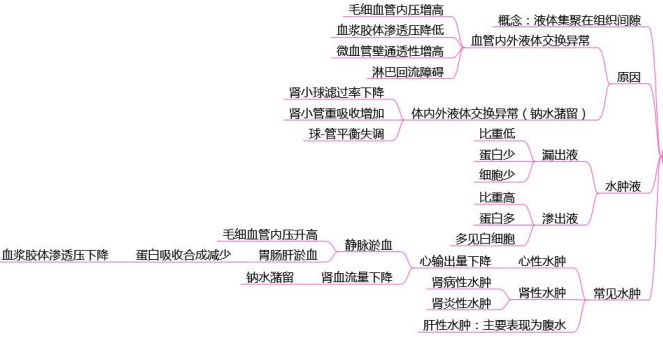 概念：液体集聚在组织间隙
原因
血管内外液体交换异常
毛细血管内压增高
血浆胶体渗透压降低
微血管壁通透性增高
淋巴回流障碍
体内外液体交换异常（钠水潴留）
肾小球滤过率下降
肾小管重吸收增加
球-管平衡失调
水肿液
漏出液
比重低
蛋白少
细胞少
渗出液
比重高
蛋白多
多见白细胞
常见水肿
心性水肿
心输出量下降
静脉淤血
毛细血管内压升高
胃肠肝淤血
蛋白吸收合成减少
血浆胶体渗透压下降
肾血流量下降
钠水潴留
肾性水肿
肾病性水肿
肾炎性水肿
肝性水肿：主要表现为腹水